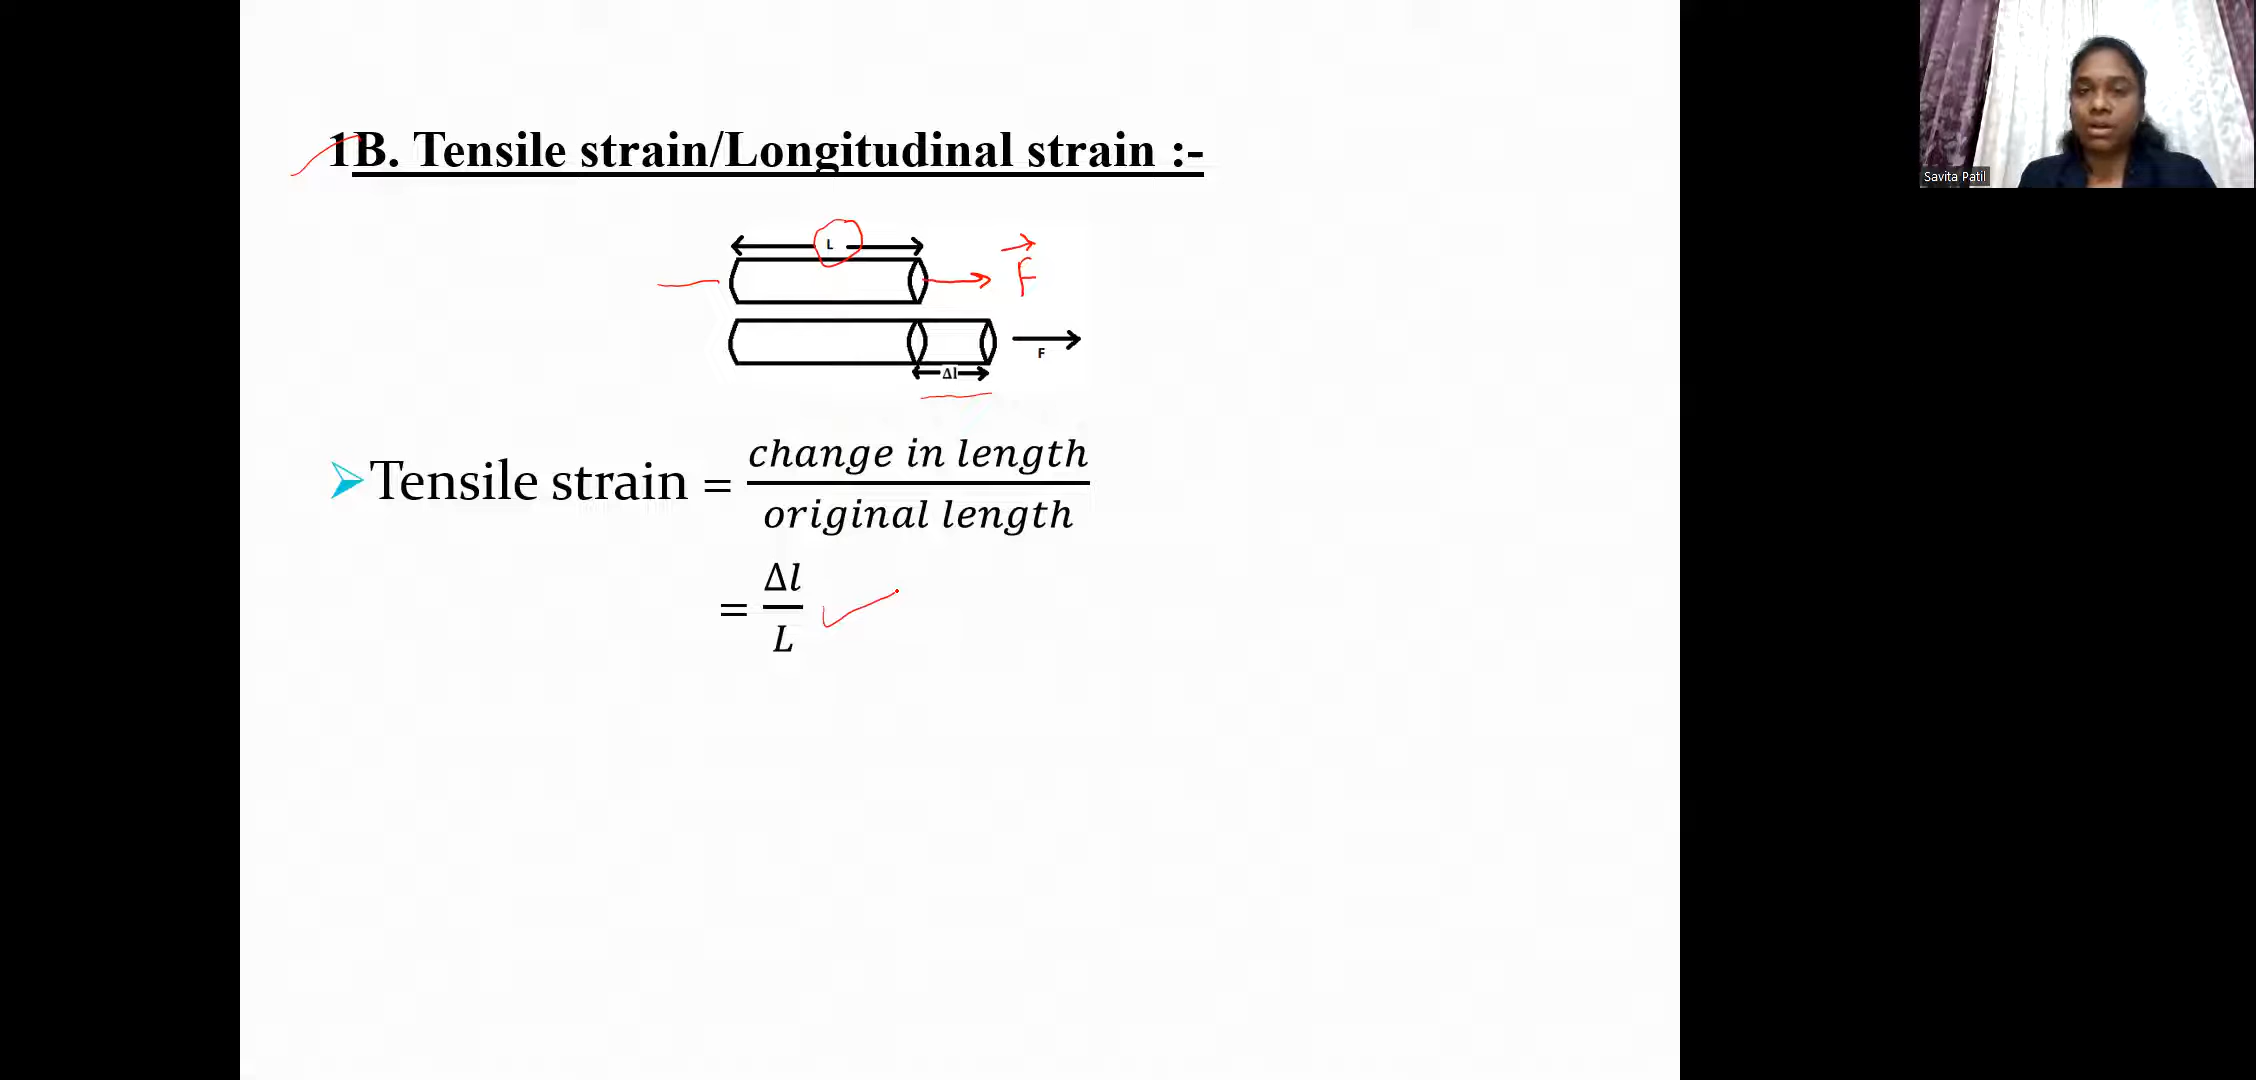 1B. Tensile strain/Longitudinal strain :-
L
F
F
Δl
Tensile strain = change in length / original length
= Δl / L
Savita Patil